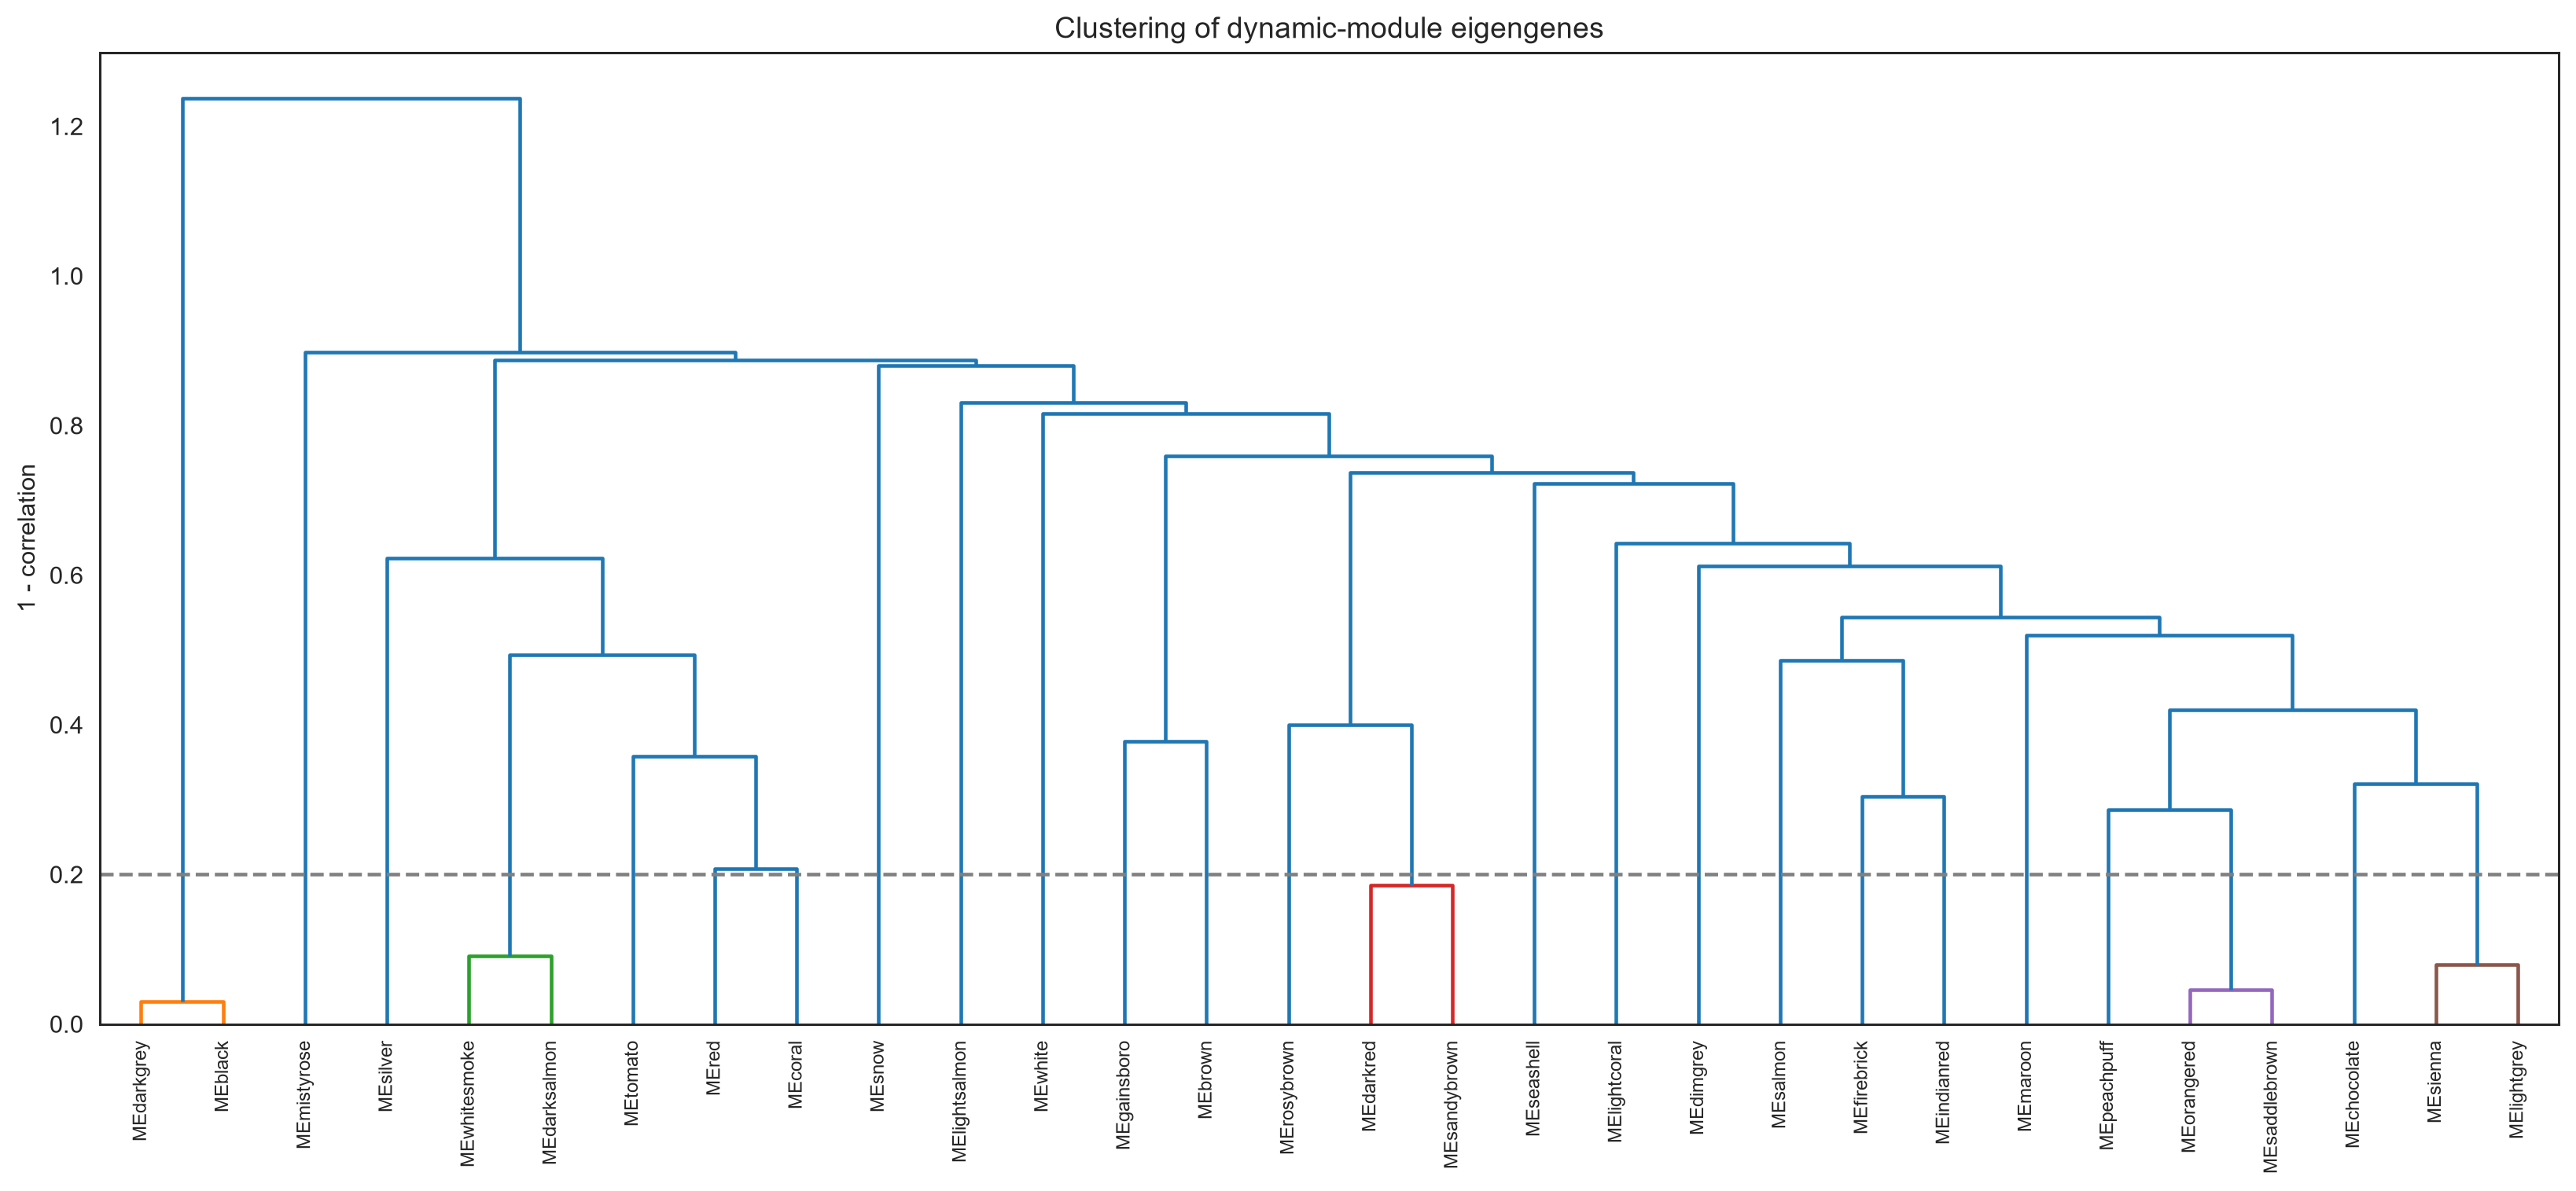 Clustering of dynamic-module eigengenes
1.2
1.0
0.8
0.6
0.4
0.2
0.0
1 - correlation
MEdarkgrey
MEblack
MEmistyrose
MEsilver
MEwhitesmoke
MEdarksalmon
MEtomato
MEred
MEcoral
MEsnow
MElightsalmon
MEwhite
MEgainsboro
MEbrown
MErosybrown
MEdarkred
MEsandybrown
MEseashell
MElightcoral
MEdimgrey
MEsalmon
MEfirebrick
MEindianred
MEmaroon
MEpeachpuff
MEorangered
MEsaddlebrown
MEchocolate
MEsienna
MElightgrey